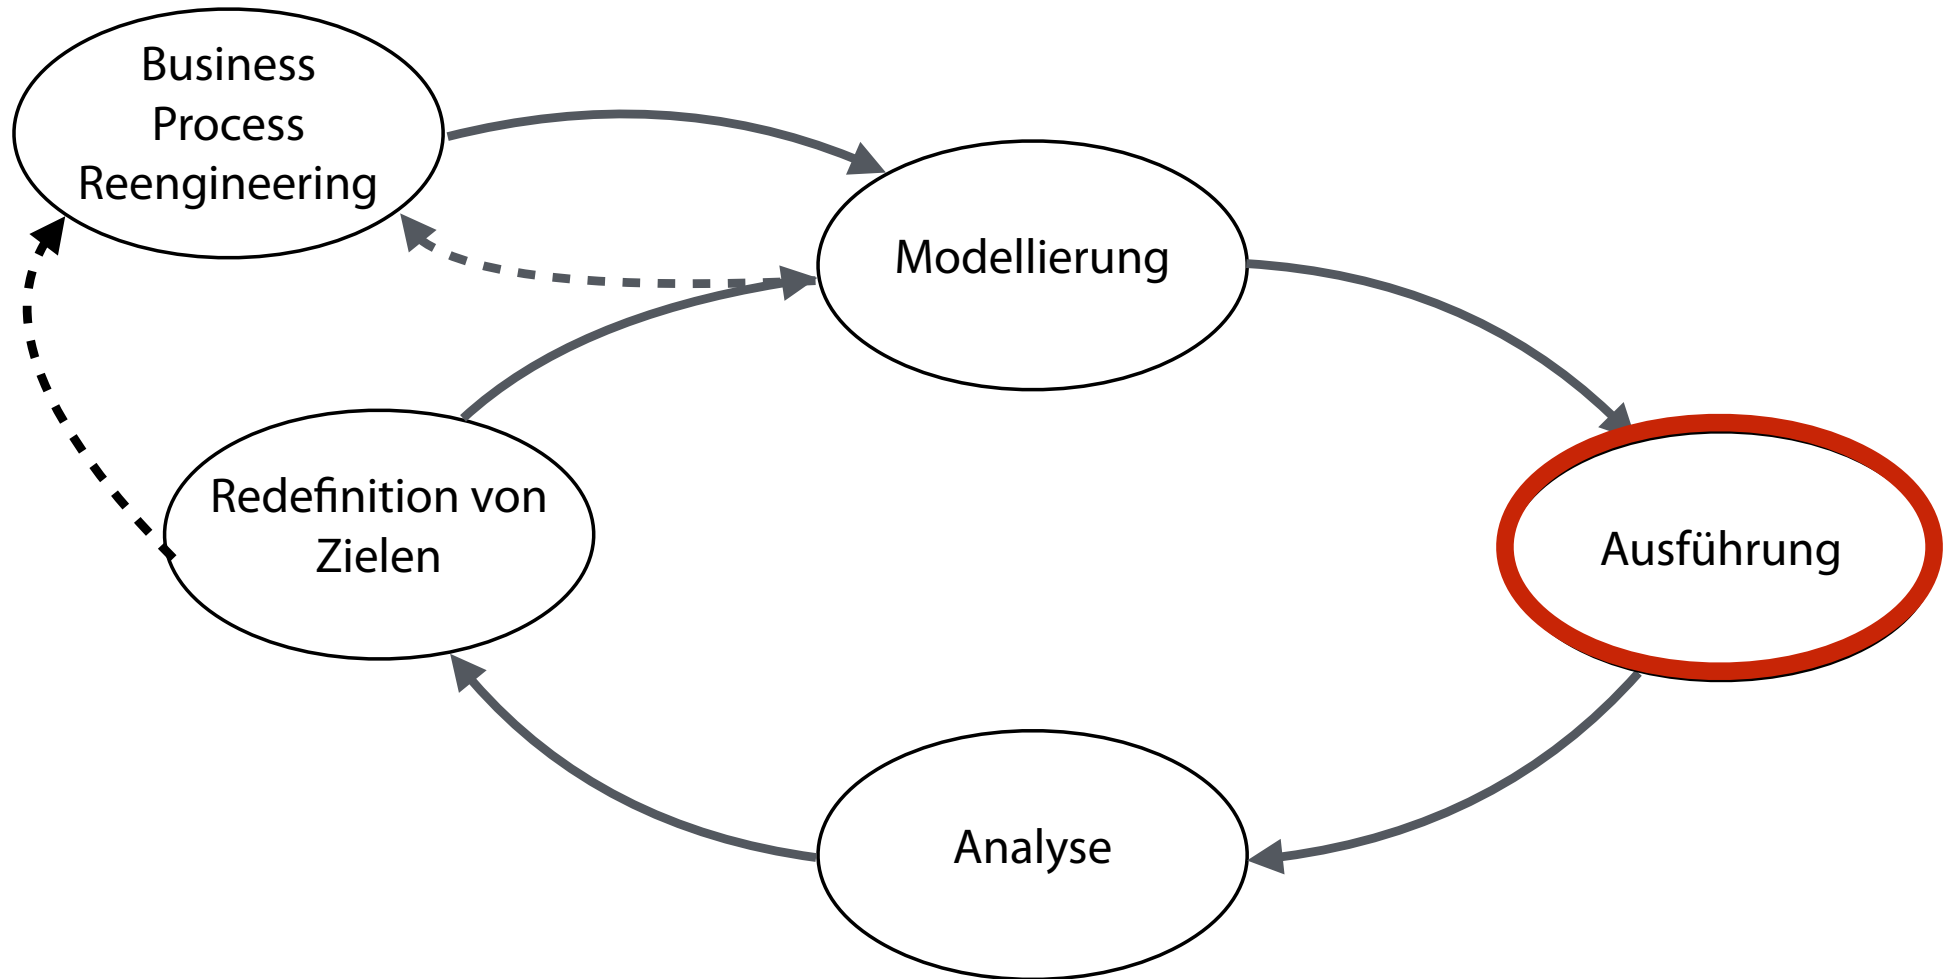 Business
Process
Reengineering
Modellierung
Redefinition von
Zielen
Ausführung
Analyse